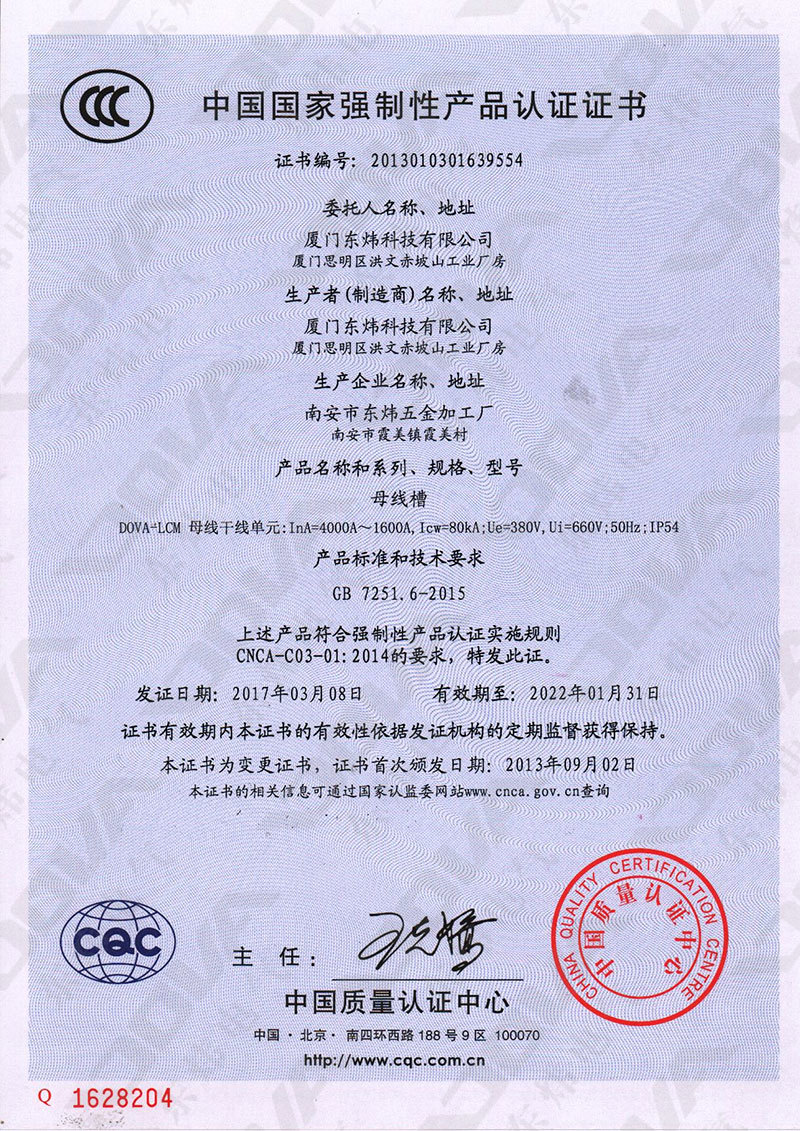 中国国家强制性产品认证证书
证书编号：2013010301639554
委托人名称、地址
厦门东炜科技有限公司
厦门思明区洪文赤坡山工业厂房
生产者(制造商)名称、地址
厦门东炜科技有限公司
厦门思明区洪文赤坡山工业厂房
生产企业名称、地址
南安市东炜五金加工厂
南安市霞美镇霞美村
产品名称和系列、规格、型号
母线槽
DOVA-LCM 母线干线单元:InA=4000A～1600A,Icw=80kA;Ue=380V,Ui=660V;50Hz;IP54
产品标准和技术要求
GB 7251.6-2015
上述产品符合强制性产品认证实施规则
CNCA-C03-01:2014的要求，特发此证。
发证日期：2017年03月08日 有效期至：2022年01月31日
证书有效期内本证书的有效性依据发证机构的定期监督获得保持。
本证书为变更证书，证书首次颁发日期：2013年09月02日
本证书的相关信息可通过国家认监委网站www.cnca.gov.cn查询
CHINA QUALITY CERTIFICATION CENTRE
中国质量认证中心
CQC
主 任：
中国质量认证中心
中国·北京·南四环西路 188 号 9 区 100070
http://www.cqc.com.cn
Q 1628204